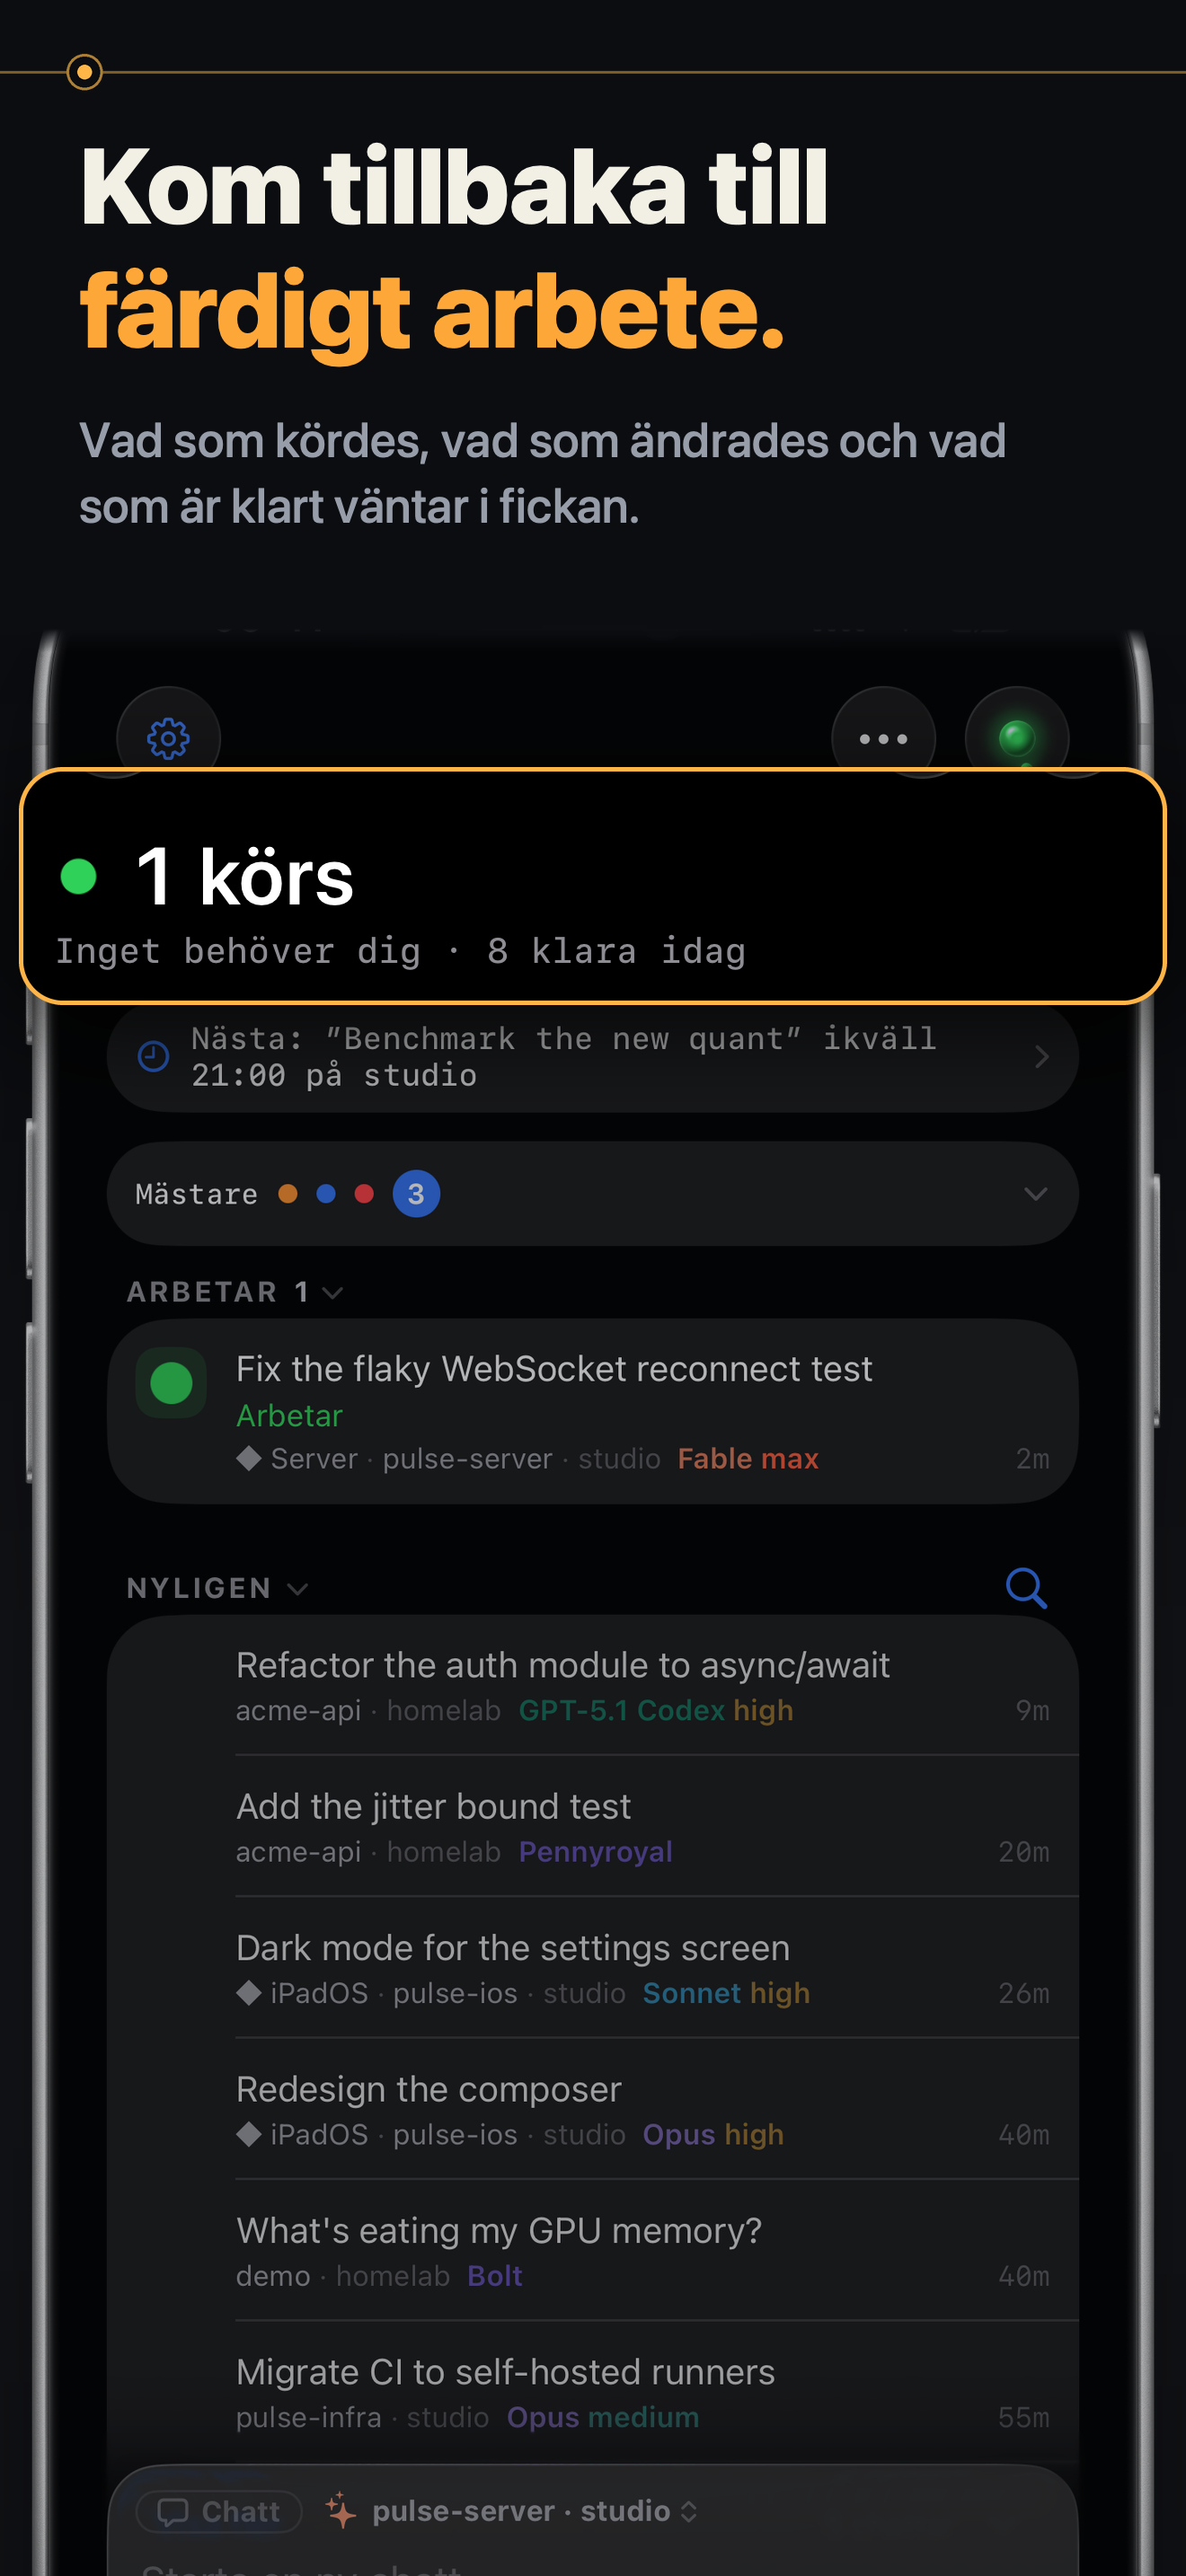 Kom tillbaka till
färdigt arbete.
Vad som kördes, vad som ändrades och vad
som är klart väntar i fickan.
1 körs
Inget behöver dig · 8 klara idag
Nästa: "Benchmark the new quant" ikväll
21:00 på studio
Mästare 3
ARBETAR 1
Fix the flaky WebSocket reconnect test
Arbetar
Server · pulse-server · studio Fable max 2m
NYLIGEN
Refactor the auth module to async/await
acme-api · homelab GPT-5.1 Codex high 9m
Add the jitter bound test
acme-api · homelab Pennyroyal 20m
Dark mode for the settings screen
iPadOS · pulse-ios · studio Sonnet high 26m
Redesign the composer
iPadOS · pulse-ios · studio Opus high 40m
What's eating my GPU memory?
demo · homelab Bolt 40m
Migrate CI to self-hosted runners
pulse-infra · studio Opus medium 55m
Chatt pulse-server · studio